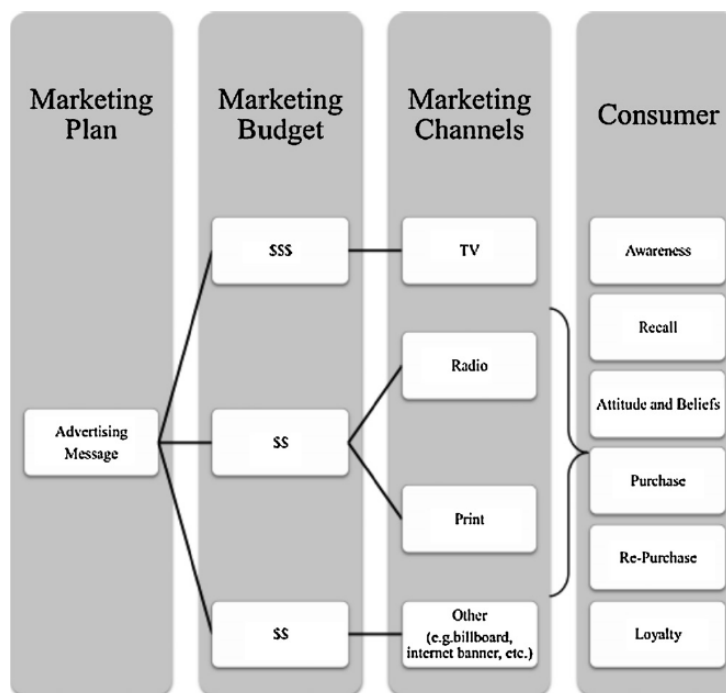 Marketing
Plan
Marketing
Budget
Marketing
Channels
Consumer
$$$
TV
Awareness
Recall
Radio
Attitude and Beliefs
Advertising
Message
$$
Purchase
Print
Re-Purchase
$$
Other
(e.g.billboard,
internet banner, etc.)
Loyalty